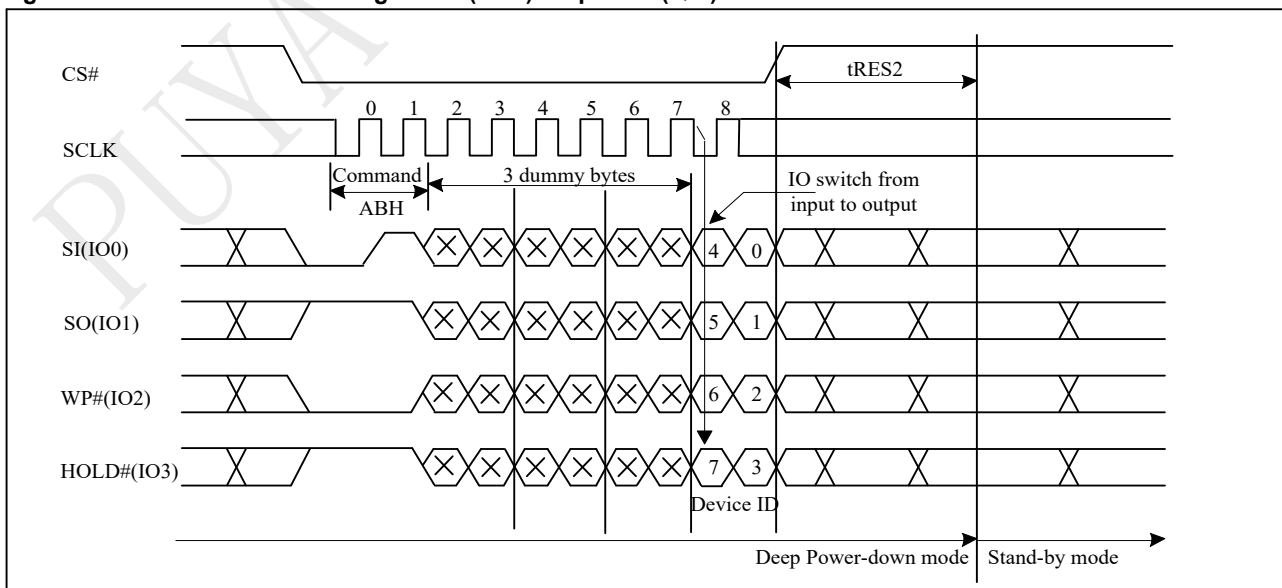 PUYA
CS#
tRES2
0 1 2 3 4 5 6 7 8
SCLK
Command
3 dummy bytes
IO switch from
input to output
ABH
SI(IO0)
4 0
SO(IO1)
5 1
WP#(IO2)
6 2
HOLD#(IO3)
7 3
Device ID
Deep Power-down mode Stand-by mode